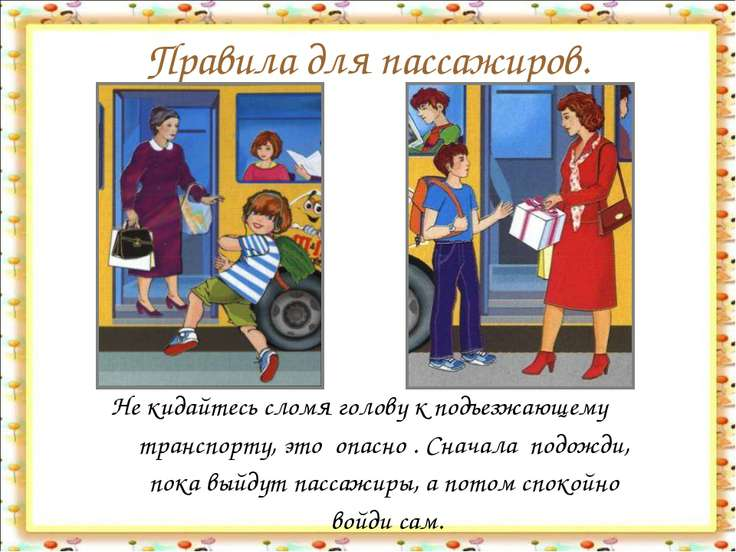 Правила для пассажиров.
Не кидайтесь сломя голову к подъезжающему
транспорту, это опасно . Сначала подожди,
пока выйдут пассажиры, а потом спокойно
войди сам.